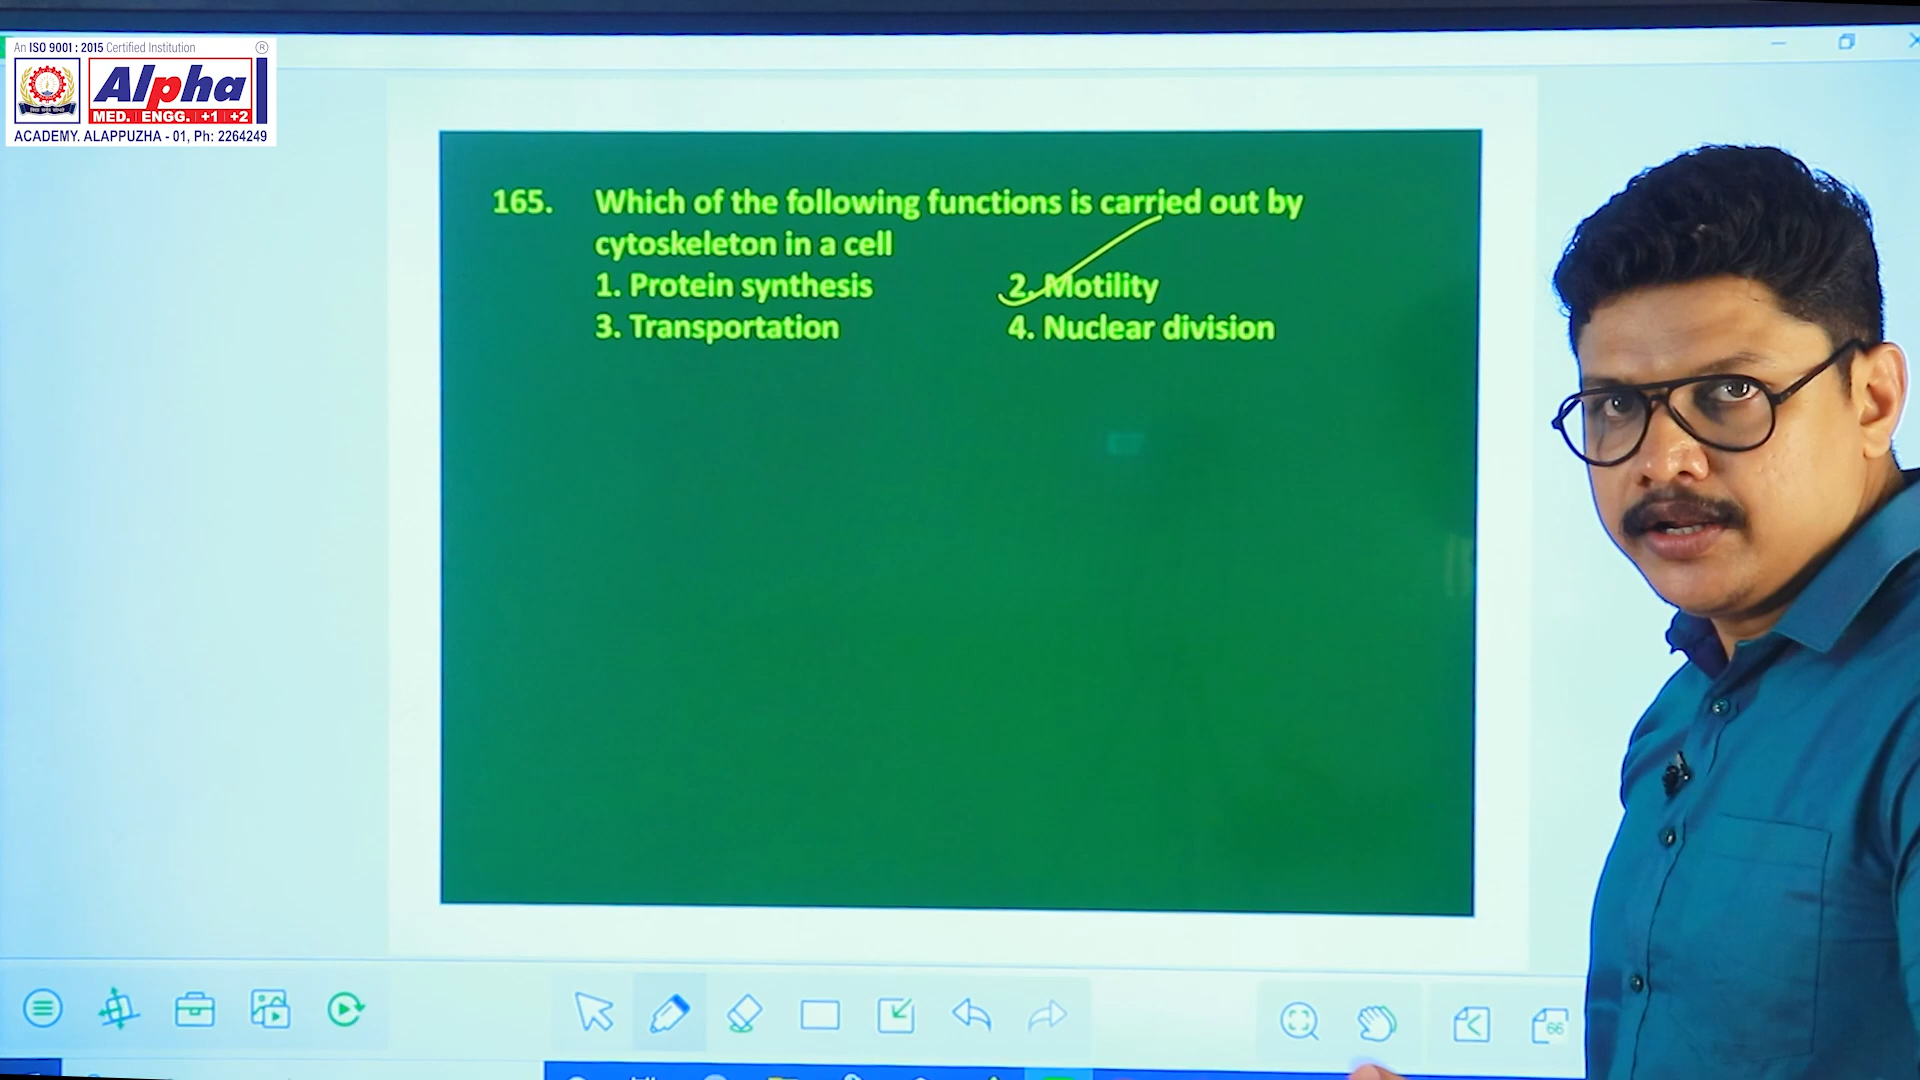 An ISO 9001 : 2015 Certified Institution ®
Alpha
MED. ENGG. +1 +2
ACADEMY. ALAPPUZHA - 01, Ph: 2264249
165. Which of the following functions is carried out by
cytoskeleton in a cell
1. Protein synthesis 2. Motility
3. Transportation 4. Nuclear division
66